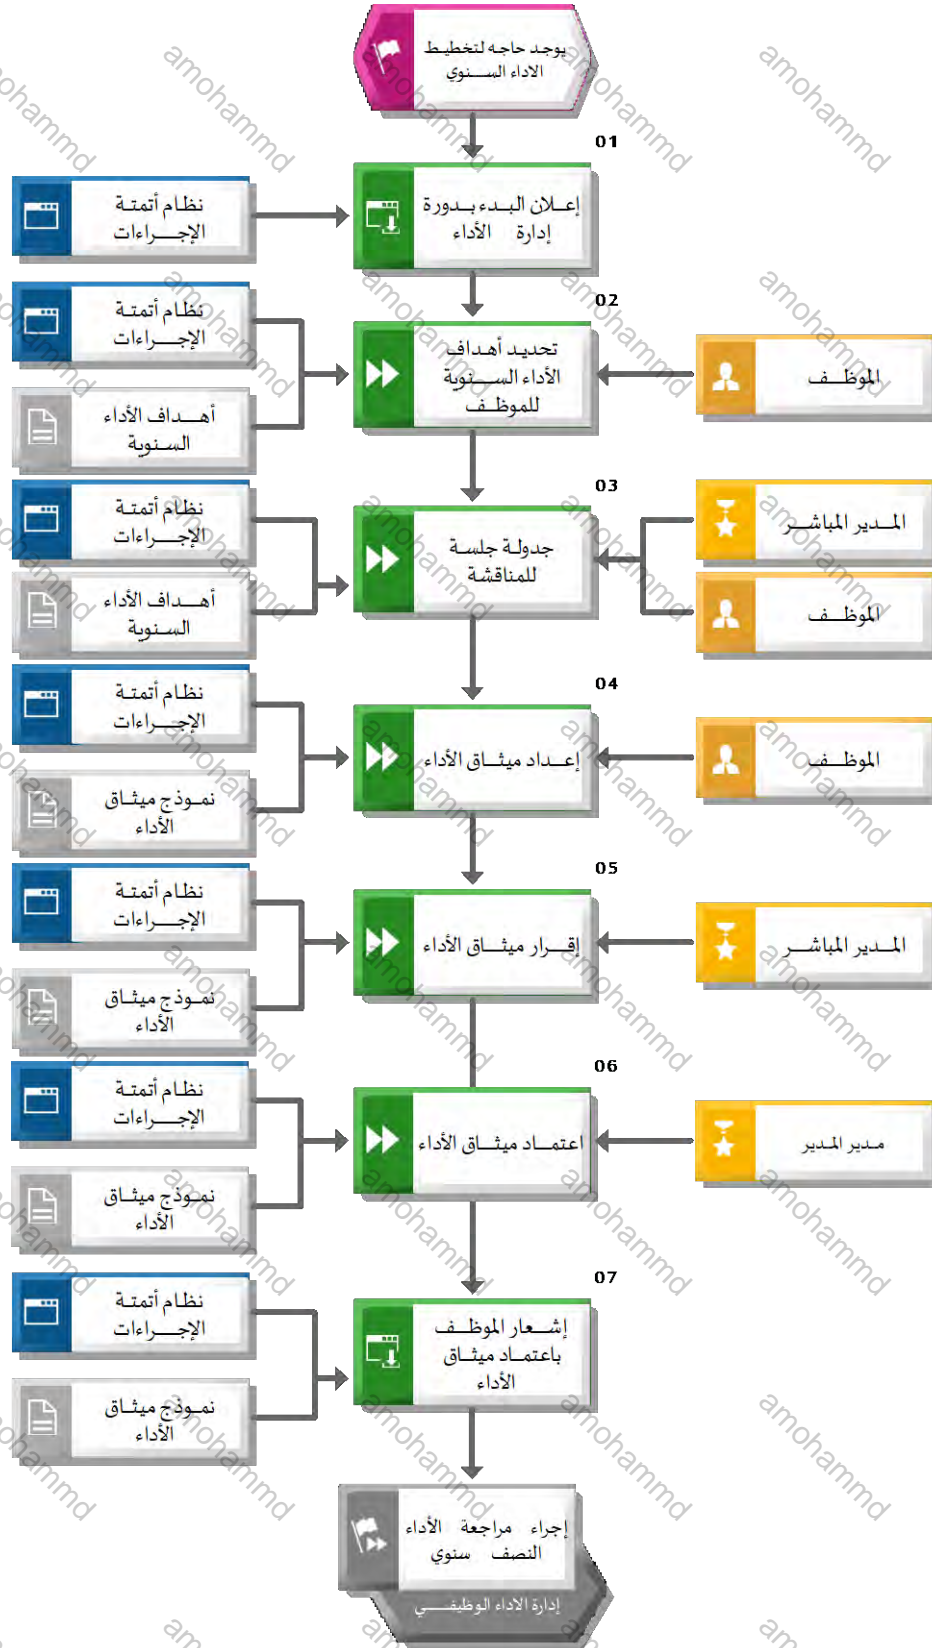 يوجد حاجه لتخطيط
الاداء السنوي
01
إعلان البدء بدورة
إدارة الأداء
نظام أتمتة
الإجراءات
02
تحديد أهداف
الأداء السنوية
للموظف
الموظف
نظام أتمتة
الإجراءات
أهداف الأداء
السنوية
03
جدولة جلسة
للمناقشة
المدير المباشر
الموظف
نظام أتمتة
الإجراءات
أهداف الأداء
السنوية
04
إعداد ميثاق الأداء
الموظف
نظام أتمتة
الإجراءات
نموذج ميثاق
الأداء
05
إقرار ميثاق الأداء
المدير المباشر
نظام أتمتة
الإجراءات
نموذج ميثاق
الأداء
06
اعتماد ميثاق الأداء
مدير المدير
نظام أتمتة
الإجراءات
نموذج ميثاق
الأداء
07
إشعار الموظف
باعتماد ميثاق
الأداء
نظام أتمتة
الإجراءات
نموذج ميثاق
الأداء
إجراء مراجعة الأداء
النصف سنوي
إدارة الاداء الوظيفي
amohammd